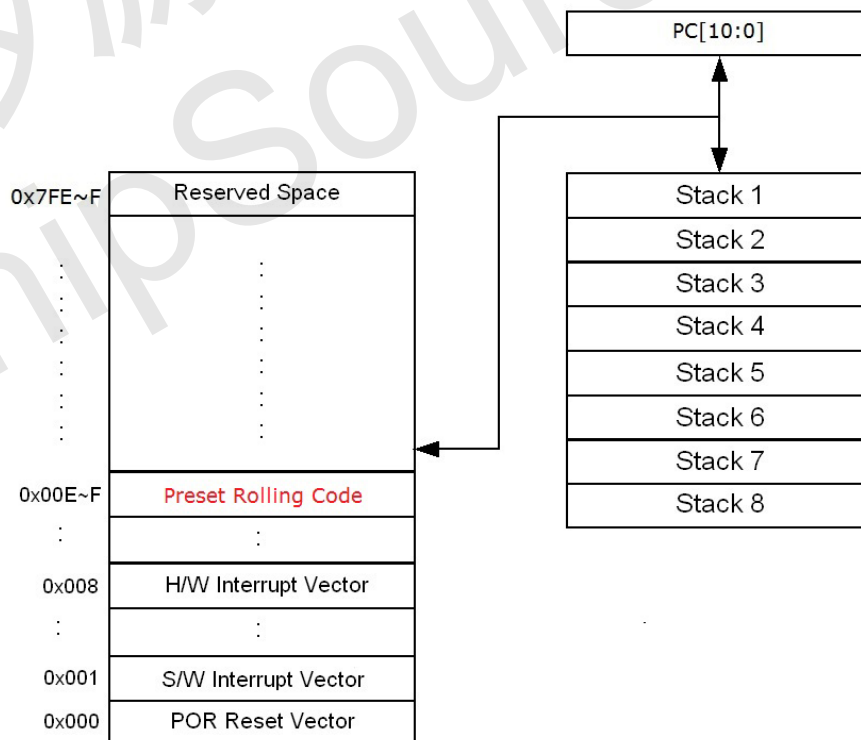 PC[10:0]
0x7FE~F Reserved Space
Stack 1
Stack 2
Stack 3
Stack 4
Stack 5
Stack 6
Stack 7
Stack 8
0x00E~F Preset Rolling Code
0x008 H/W Interrupt Vector
0x001 S/W Interrupt Vector
0x000 POR Reset Vector